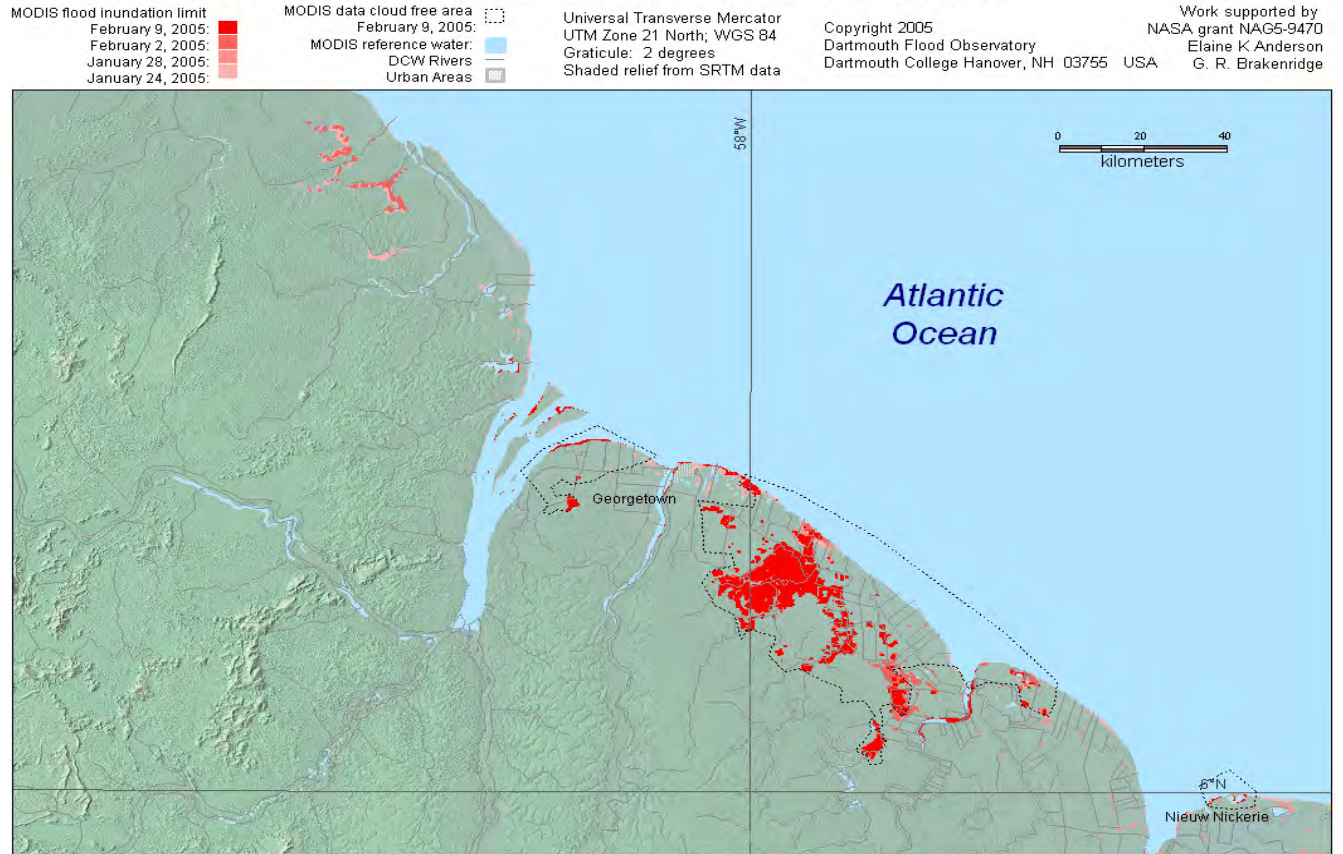 MODIS flood inundation limit
February 9, 2005:
February 2, 2005:
January 28, 2005:
January 24, 2005:
MODIS data cloud free area
February 9, 2005:
MODIS reference water:
DCW Rivers
Urban Areas
Universal Transverse Mercator
UTM Zone 21 North; WGS 84
Graticule: 2 degrees
Shaded relief from SRTM data
Copyright 2005
Dartmouth Flood Observatory
Dartmouth College Hanover, NH 03755 USA
Work supported by
NASA grant NAG5-9470
Elaine K Anderson
G. R. Brakenridge
58°W
0 20 40
kilometers
Atlantic
Ocean
Georgetown
6°N
Nieuw Nickerie